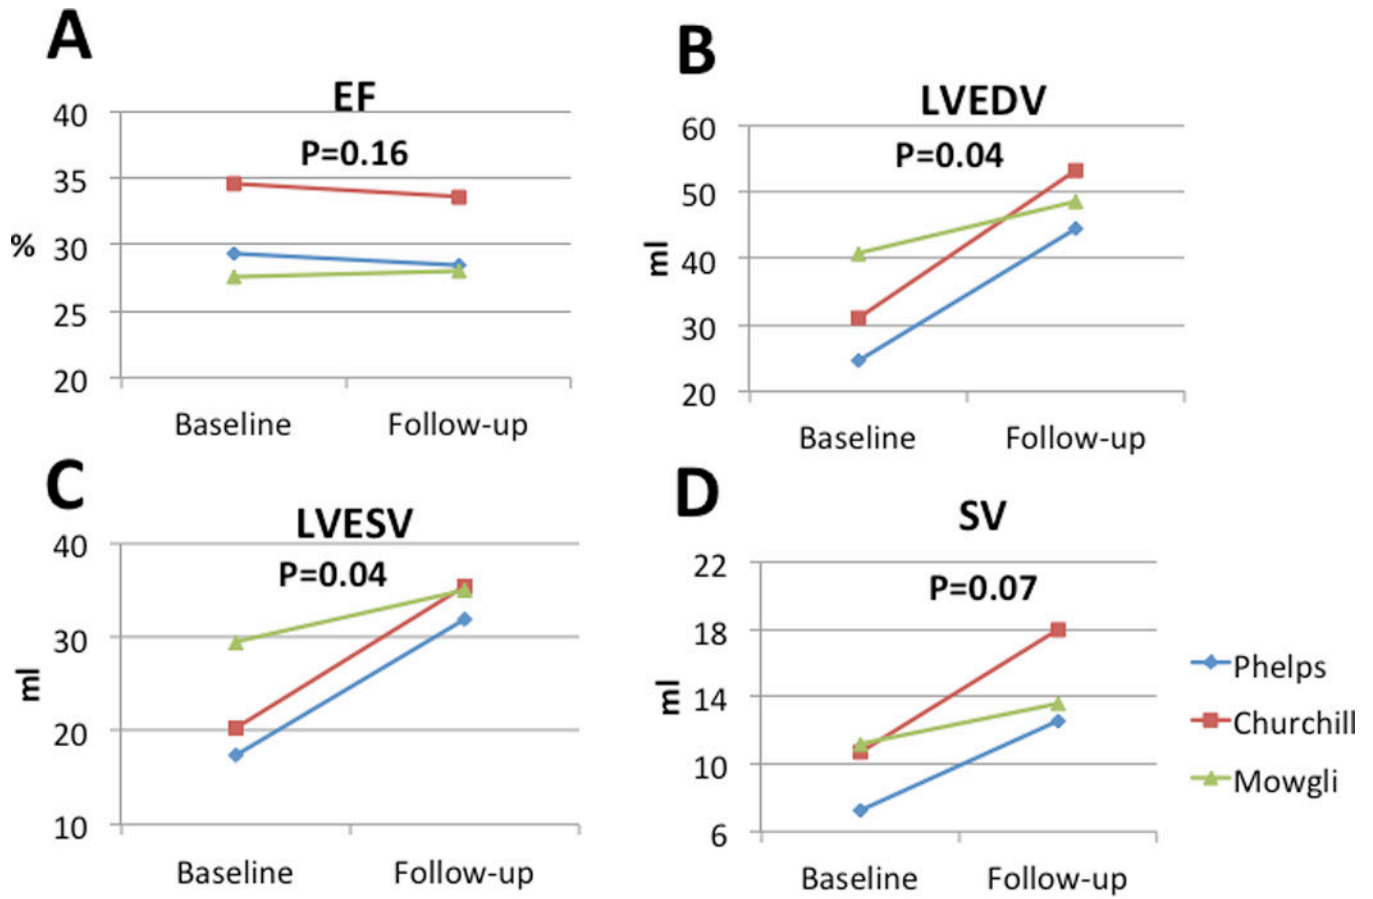 A
EF
P=0.16
40
35
30
25
20
%
Baseline Follow-up
B
LVEDV
P=0.04
60
50
40
30
20
ml
Baseline Follow-up
C
LVESV
P=0.04
40
30
20
10
ml
Baseline Follow-up
D
SV
P=0.07
22
18
14
10
6
ml
Baseline Follow-up
Phelps
Churchill
Mowgli